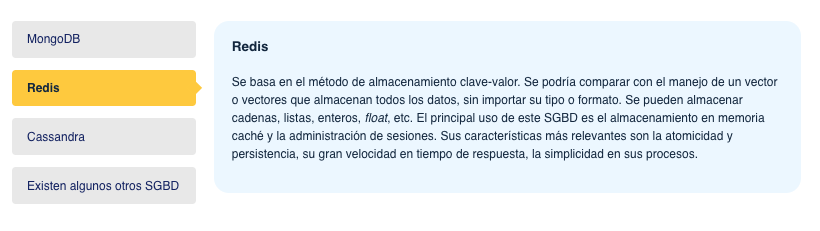 MongoDB
Redis
Cassandra
Existen algunos otros SGBD
Redis
Se basa en el método de almacenamiento clave-valor. Se podría comparar con el manejo de un vector
o vectores que almacenan todos los datos, sin importar su tipo o formato. Se pueden almacenar
cadenas, listas, enteros, float, etc. El principal uso de este SGBD es el almacenamiento en memoria
caché y la administración de sesiones. Sus características más relevantes son la atomicidad y
persistencia, su gran velocidad en tiempo de respuesta, la simplicidad en sus procesos.